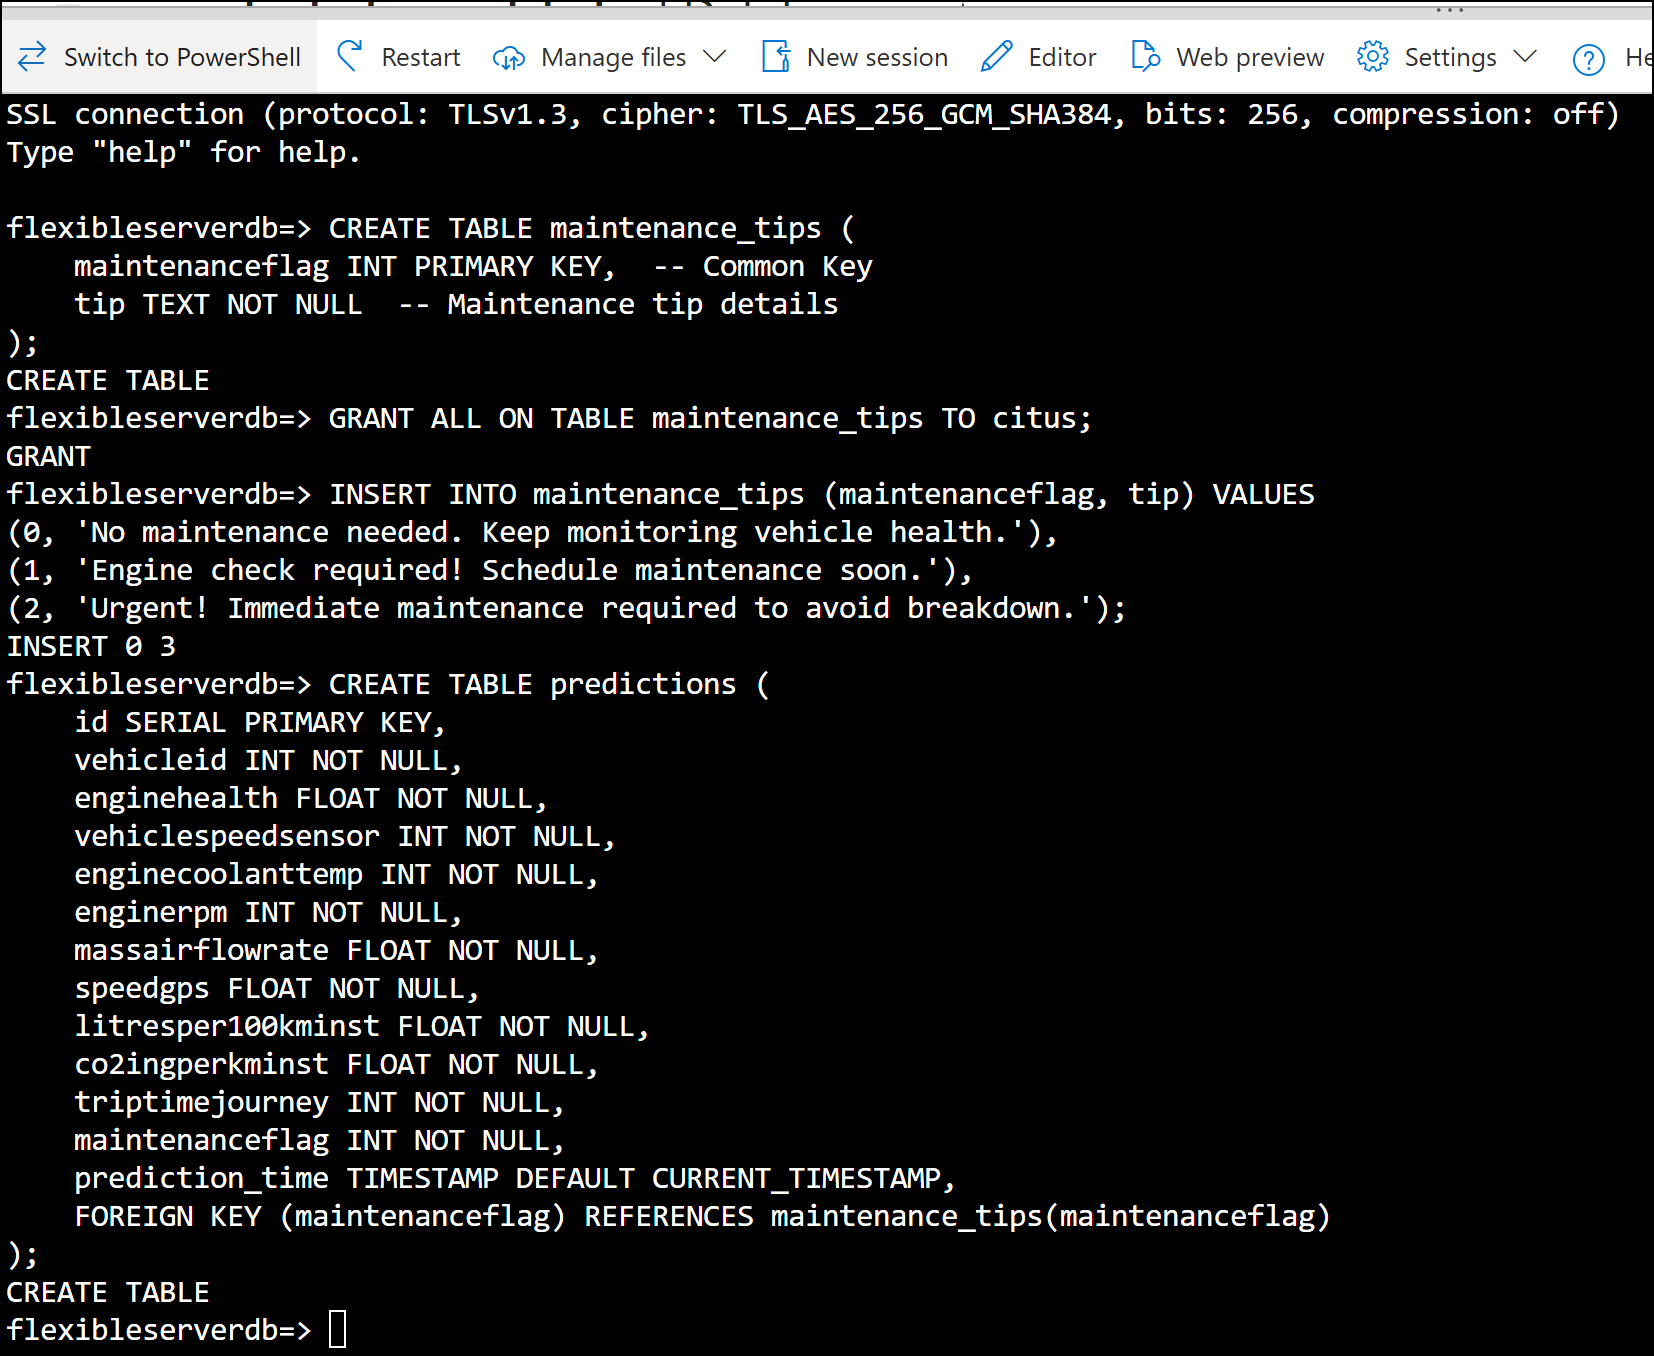 Switch to PowerShell Restart Manage files New session Editor Web preview Settings He
SSL connection (protocol: TLSv1.3, cipher: TLS_AES_256_GCM_SHA384, bits: 256, compression: off)
Type "help" for help.
flexibleserverdb=> CREATE TABLE maintenance_tips (
    maintenanceflag INT PRIMARY KEY,  -- Common Key
    tip TEXT NOT NULL  -- Maintenance tip details
);
CREATE TABLE
flexibleserverdb=> GRANT ALL ON TABLE maintenance_tips TO citus;
GRANT
flexibleserverdb=> INSERT INTO maintenance_tips (maintenanceflag, tip) VALUES
(0, 'No maintenance needed. Keep monitoring vehicle health.'),
(1, 'Engine check required! Schedule maintenance soon.'),
(2, 'Urgent! Immediate maintenance required to avoid breakdown.');
INSERT 0 3
flexibleserverdb=> CREATE TABLE predictions (
    id SERIAL PRIMARY KEY,
    vehicleid INT NOT NULL,
    enginehealth FLOAT NOT NULL,
    vehiclespeedsensor INT NOT NULL,
    enginecoolanttemp INT NOT NULL,
    enginerpm INT NOT NULL,
    massairflowrate FLOAT NOT NULL,
    speedgps FLOAT NOT NULL,
    litresper100kminst FLOAT NOT NULL,
    co2ingperkminst FLOAT NOT NULL,
    triptimejourney INT NOT NULL,
    maintenanceflag INT NOT NULL,
    prediction_time TIMESTAMP DEFAULT CURRENT_TIMESTAMP,
    FOREIGN KEY (maintenanceflag) REFERENCES maintenance_tips(maintenanceflag)
);
CREATE TABLE
flexibleserverdb=>